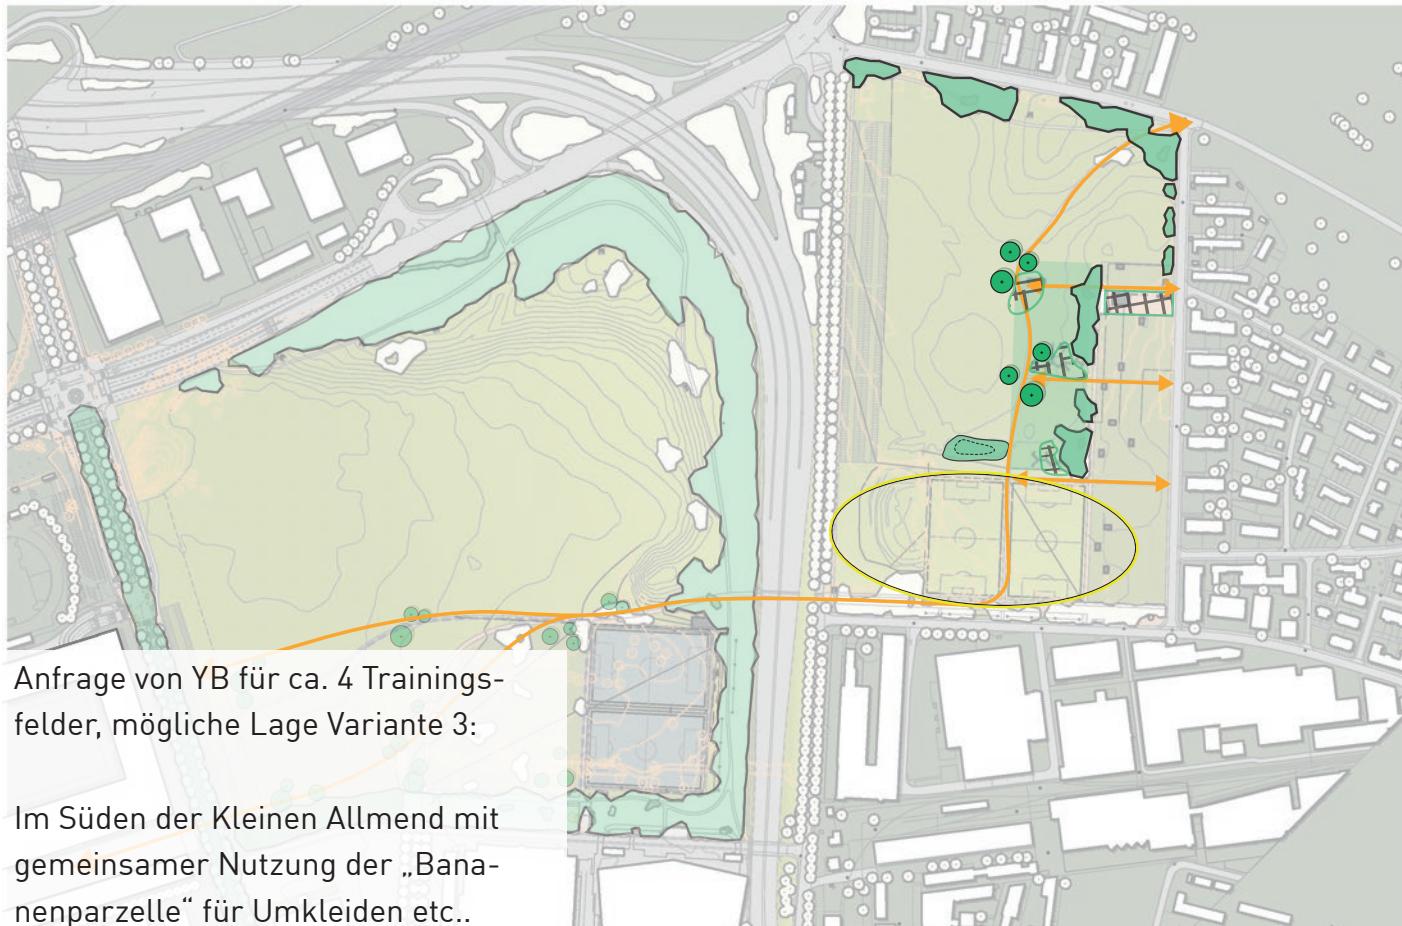 Anfrage von YB für ca. 4 Trainings-
felder, mögliche Lage Variante 3:
Im Süden der Kleinen Allmend mit
gemeinsamer Nutzung der „Bana-
nenparzelle“ für Umkleiden etc..